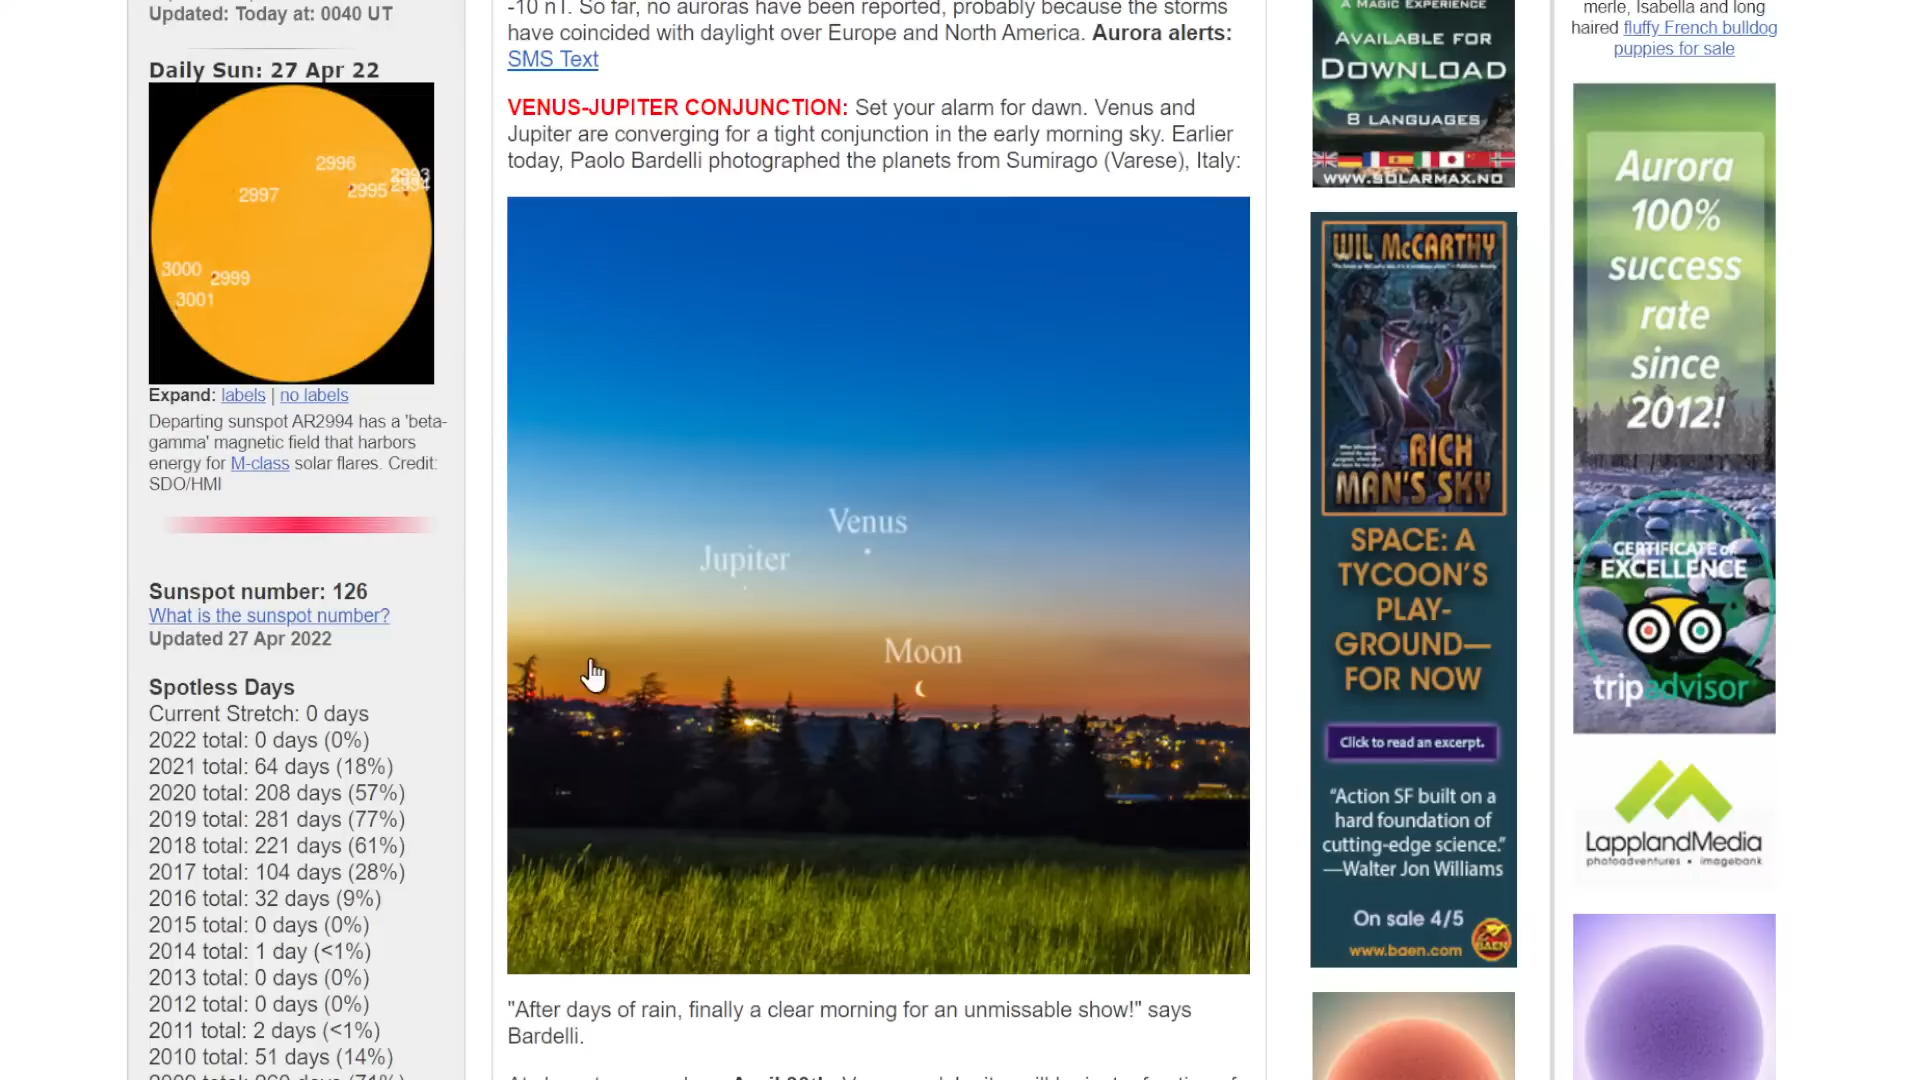 Updated: Today at: 0040 UT
Daily Sun: 27 Apr 22
2996
2993
2994
2995
2997
3000
2999
3001
Expand: labels | no labels
Departing sunspot AR2994 has a 'beta-
gamma' magnetic field that harbors
energy for M-class solar flares. Credit:
SDO/HMI
Sunspot number: 126
What is the sunspot number?
Updated 27 Apr 2022
Spotless Days
Current Stretch: 0 days
2022 total: 0 days (0%)
2021 total: 64 days (18%)
2020 total: 208 days (57%)
2019 total: 281 days (77%)
2018 total: 221 days (61%)
2017 total: 104 days (28%)
2016 total: 32 days (9%)
2015 total: 0 days (0%)
2014 total: 1 day (<1%)
2013 total: 0 days (0%)
2012 total: 0 days (0%)
2011 total: 2 days (<1%)
2010 total: 51 days (14%)
-10 nT. So far, no auroras have been reported, probably because the storms
have coincided with daylight over Europe and North America. Aurora alerts:
SMS Text
VENUS-JUPITER CONJUNCTION: Set your alarm for dawn. Venus and
Jupiter are converging for a tight conjunction in the early morning sky. Earlier
today, Paolo Bardelli photographed the planets from Sumirago (Varese), Italy:
Venus
Jupiter
Moon
"After days of rain, finally a clear morning for an unmissable show!" says
Bardelli.
A MAGIC EXPERIENCE
AVAILABLE FOR
DOWNLOAD
8 LANGUAGES
WWW.SOLARMAX.NO
WIL McCARTHY
RICH
MAN'S SKY
SPACE: A
TYCOON'S
PLAY-
GROUND—
FOR NOW
Click to read an excerpt.
"Action SF built on a
hard foundation of
cutting-edge science."
—Walter Jon Williams
On sale 4/5
www.baen.com
BAEN
merle, Isabella and long
haired fluffy French bulldog
puppies for sale
Aurora
100%
success
rate
since
2012!
CERTIFICATE of
EXCELLENCE
tripadvisor
LapplandMedia
photoadventures • imagebank